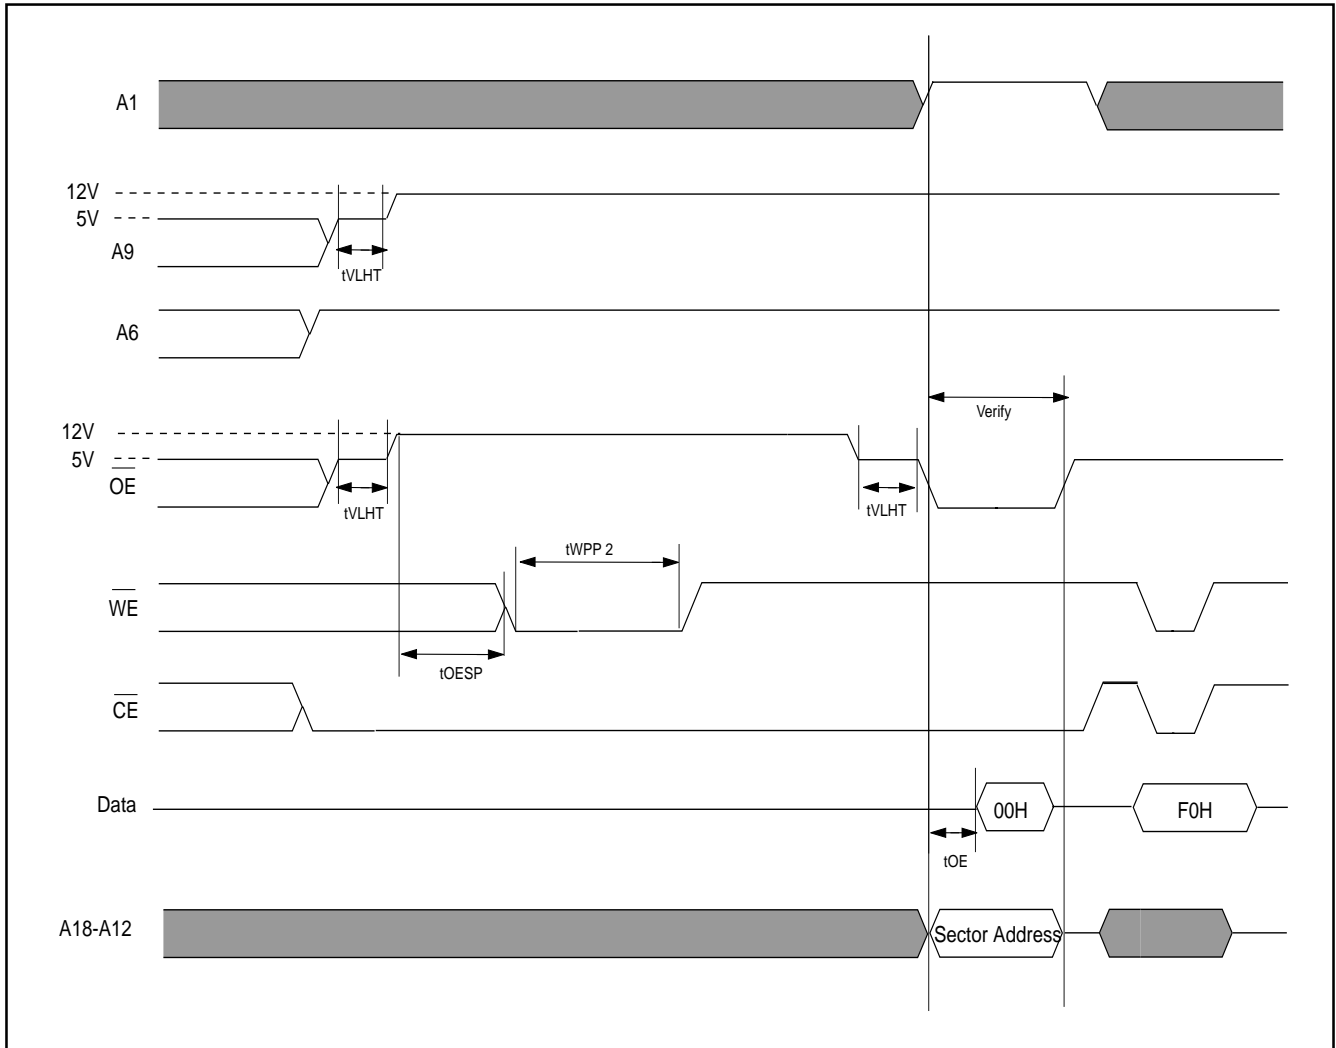 A1
12V
5V
A9
tVLHT
A6
Verify
12V
5V
OE
tVLHT
tVLHT
tWPP 2
WE
tOESP
CE
Data
00H
F0H
tOE
A18-A12
Sector Address